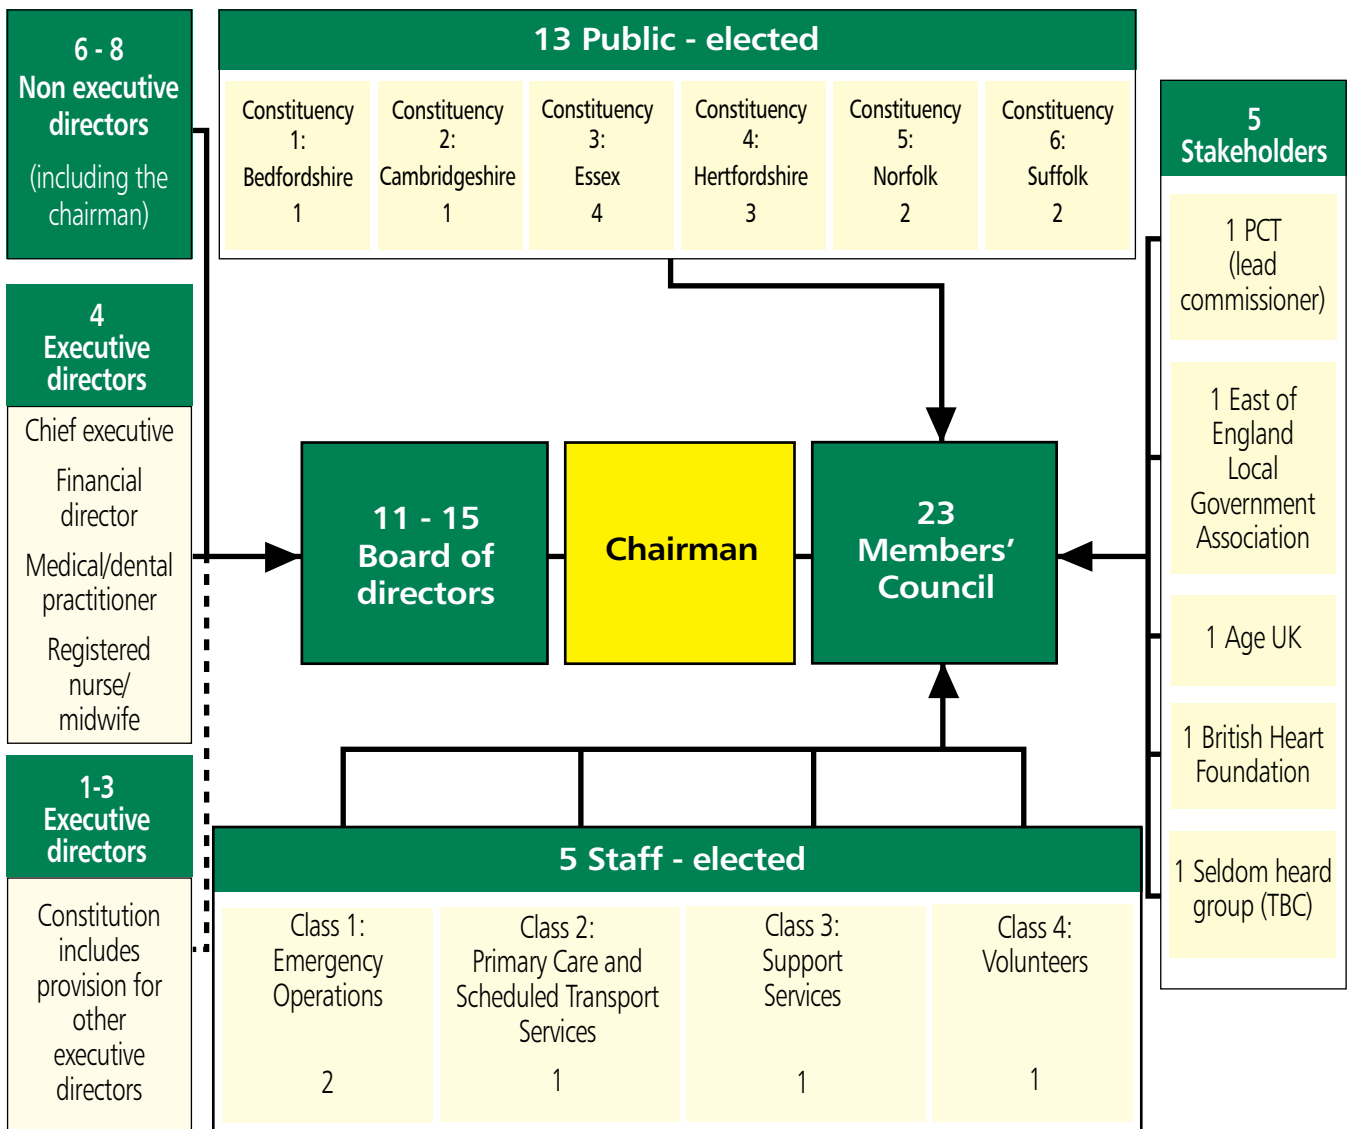 6 - 8
Non executive
directors
(including the
chairman)
13 Public - elected
Constituency
1:
Bedfordshire
1
Constituency
2:
Cambridgeshire
1
Constituency
3:
Essex
4
Constituency
4:
Hertfordshire
3
Constituency
5:
Norfolk
2
Constituency
6:
Suffolk
2
5
Stakeholders
1 PCT
(lead
commissioner)
1 East of
England
Local
Government
Association
1 Age UK
1 British Heart
Foundation
1 Seldom heard
group (TBC)
4
Executive
directors
Chief executive
Financial
director
Medical/dental
practitioner
Registered
nurse/
midwife
1-3
Executive
directors
Constitution
includes
provision for
other
executive
directors
11 - 15
Board of
directors
Chairman
23
Members’
Council
5 Staff - elected
Class 1:
Emergency
Operations
2
Class 2:
Primary Care and
Scheduled Transport
Services
1
Class 3:
Support
Services
1
Class 4:
Volunteers
1